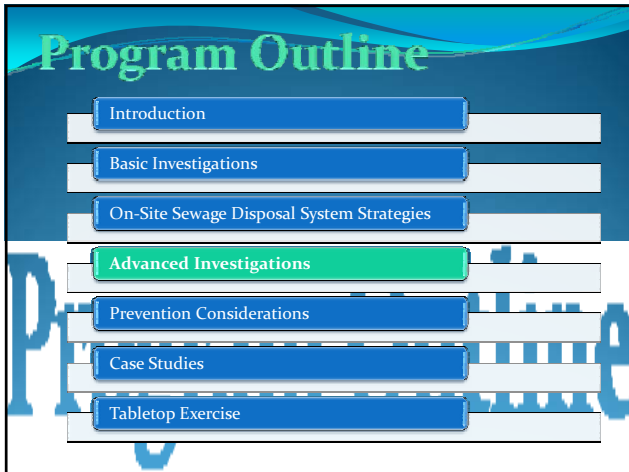 Program Outline
Introduction
Basic Investigations
On-Site Sewage Disposal System Strategies
Advanced Investigations
Prevention Considerations
Case Studies
Tabletop Exercise